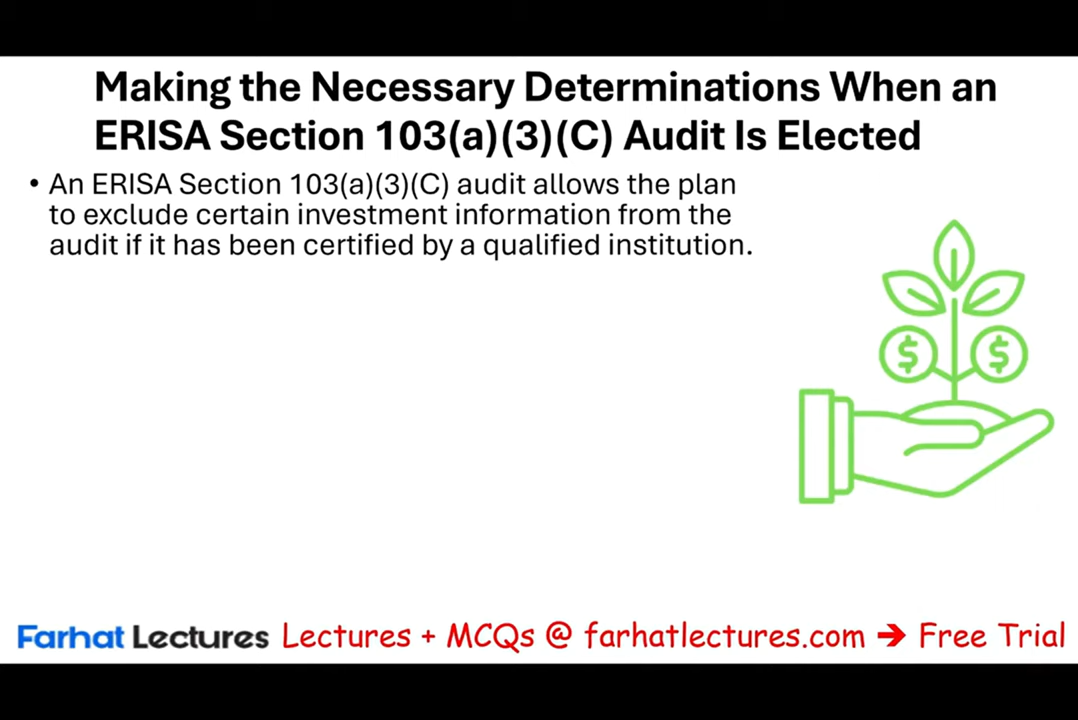 Making the Necessary Determinations When an
ERISA Section 103(a)(3)(C) Audit Is Elected
• An ERISA Section 103(a)(3)(C) audit allows the plan
to exclude certain investment information from the
audit if it has been certified by a qualified institution.
$ $
Farhat Lectures Lectures + MCQs @ farhatlectures.com → Free Trial